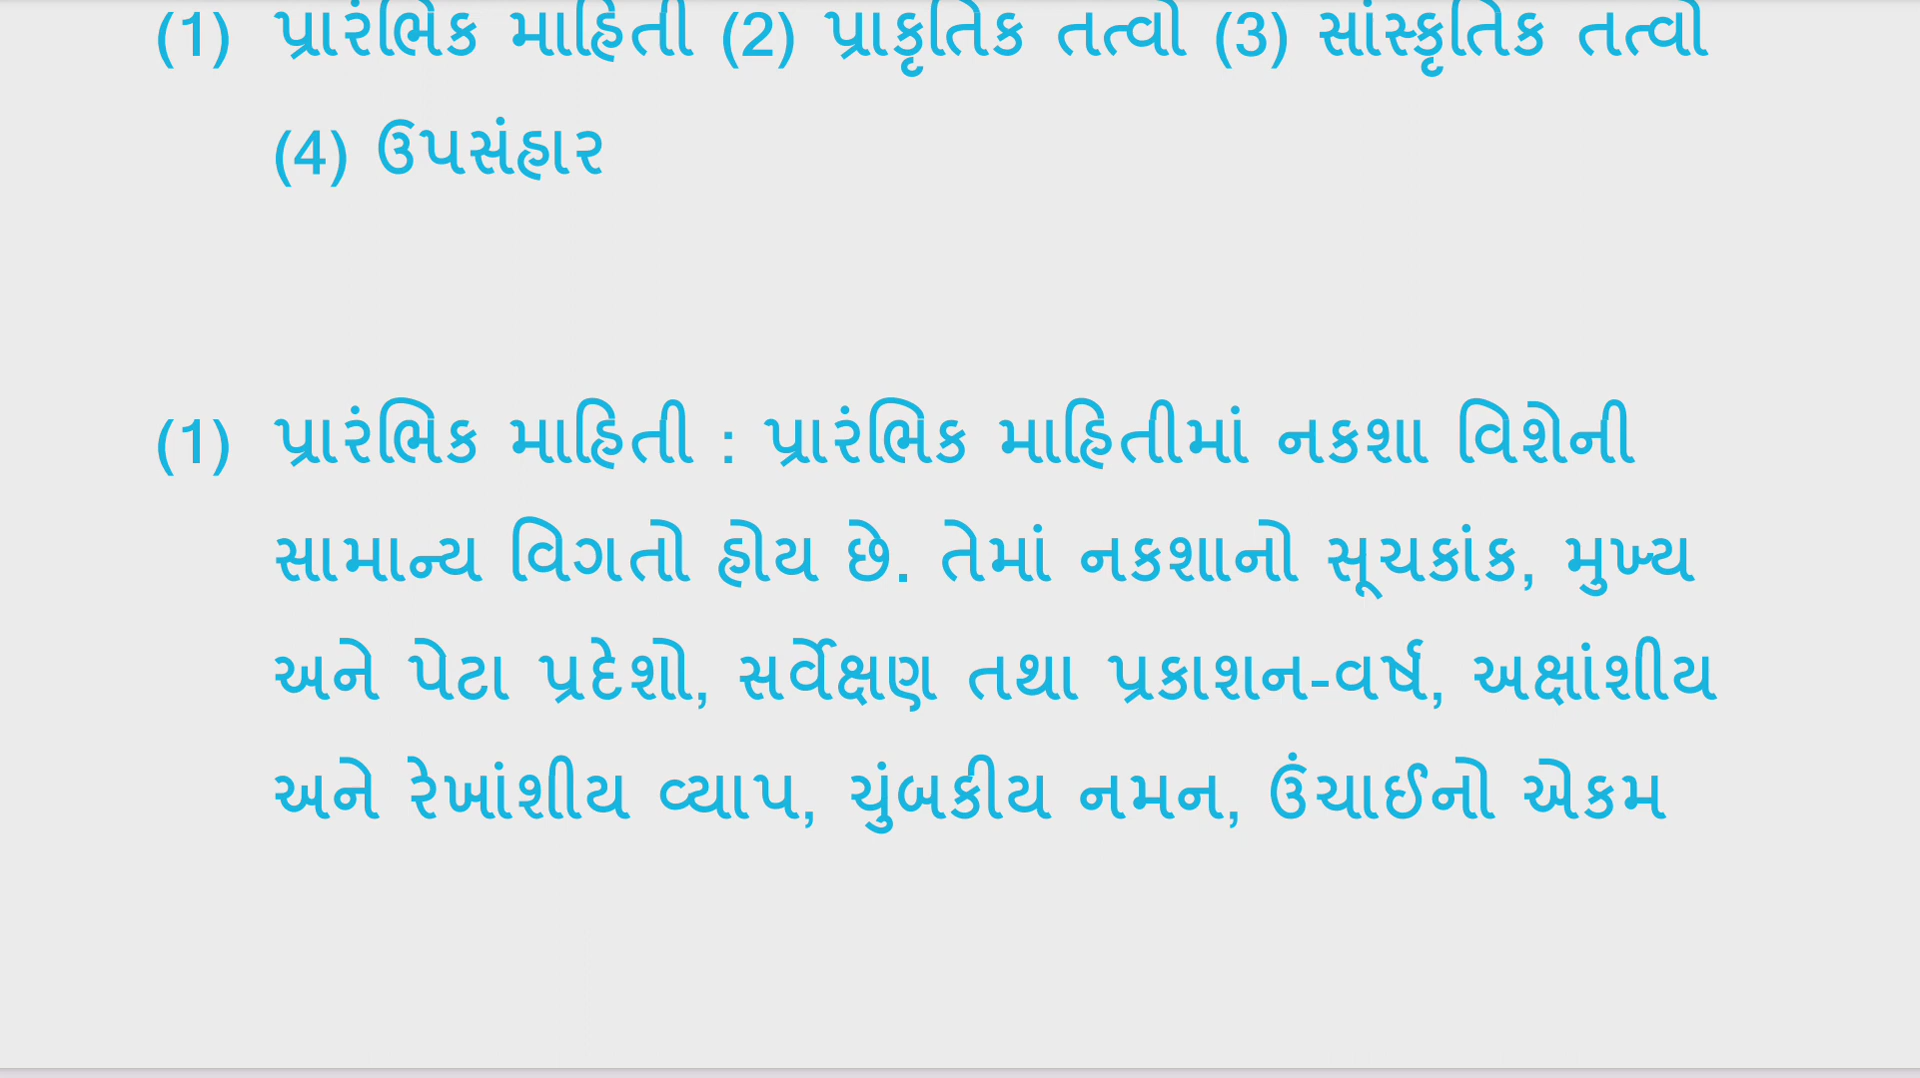 (1) પ્રારંભિક માહિતી (2) પ્રાકૃતિક તત્વો (3) સાંસ્કૃતિક તત્વો
(4) ઉપસંહાર
(1) પ્રારંભિક માહિતી : પ્રારંભિક માહિતીમાં નકશા વિશેની
સામાન્ય વિગતો હોય છે. તેમાં નકશાનો સૂચકાંક, મુખ્ય
અને પેટા પ્રદેશો, સર્વેક્ષણ તથા પ્રકાશન-વર્ષ, અક્ષાંશીય
અને રેખાંશીય વ્યાપ, ચુંબકીય નમન, ઉંચાઈનો એકમ